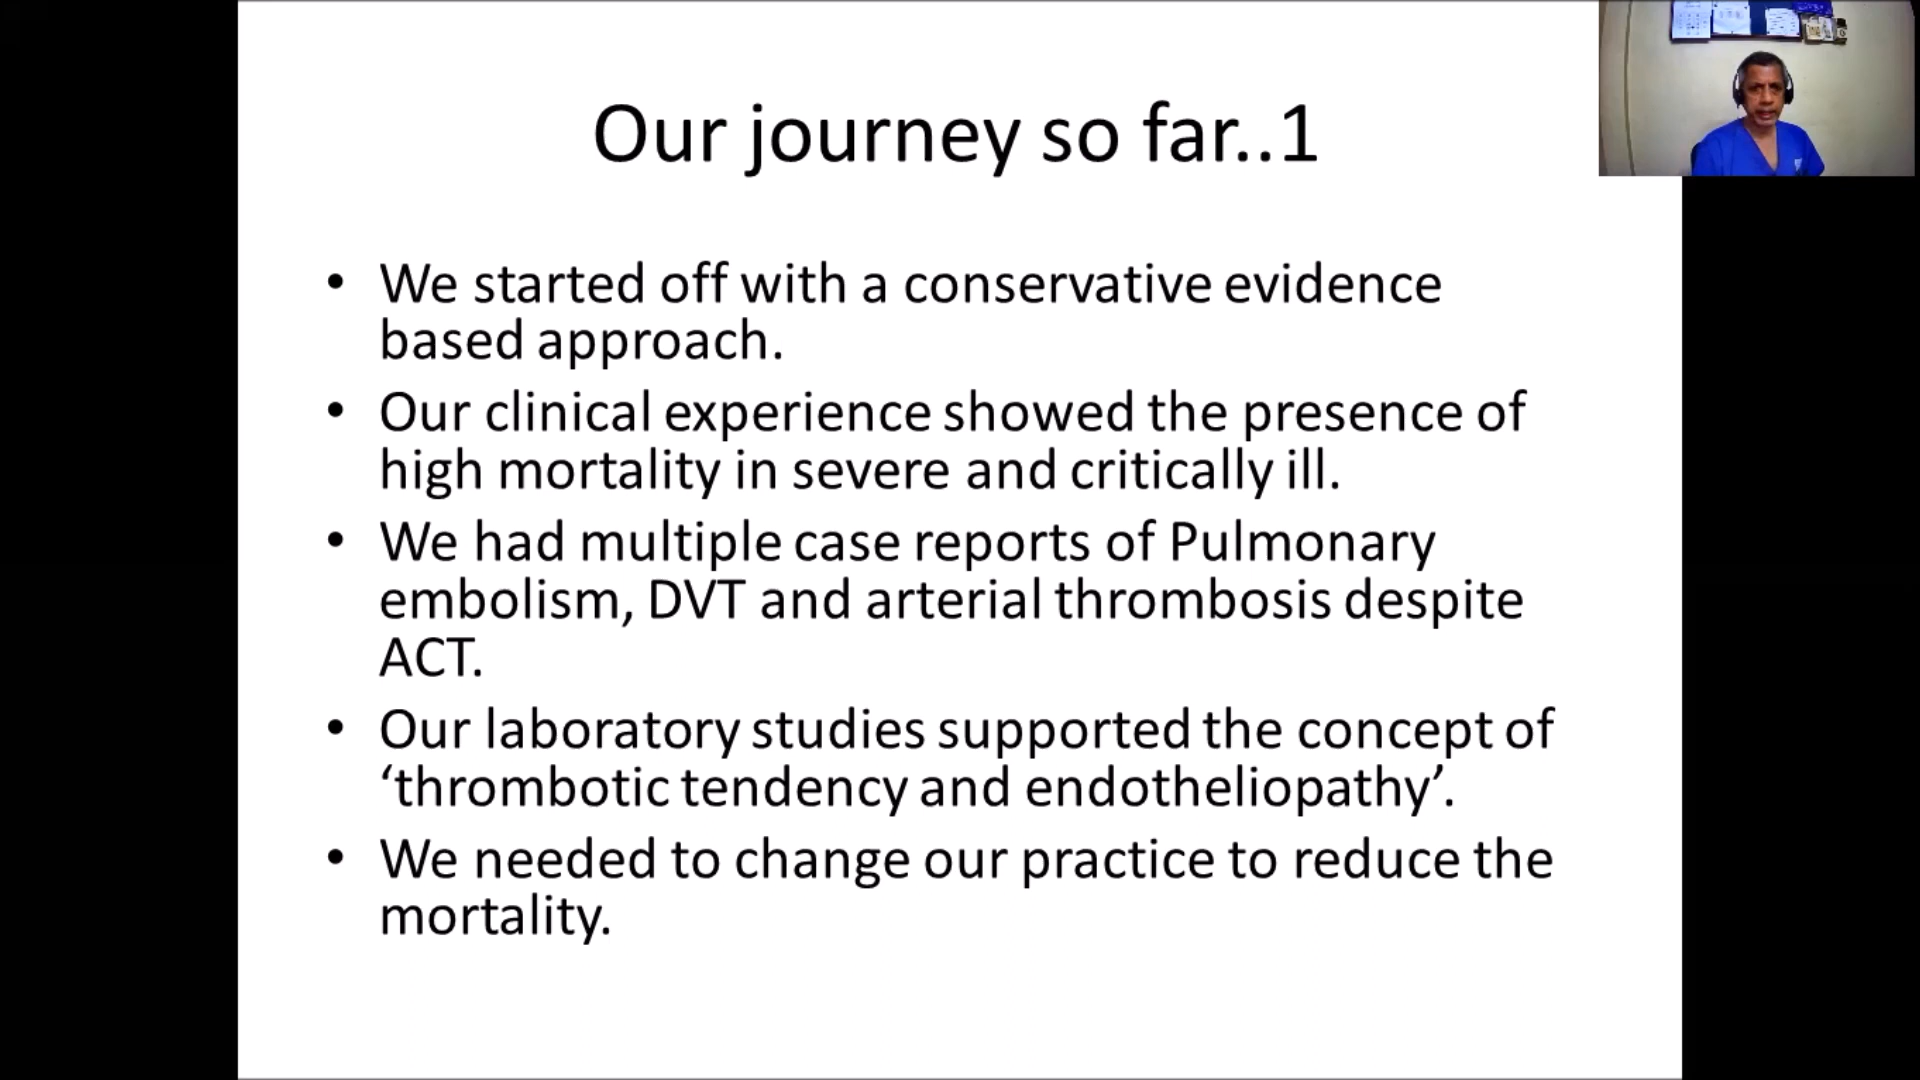 Our journey so far..1
• We started off with a conservative evidence
based approach.
• Our clinical experience showed the presence of
high mortality in severe and critically ill.
• We had multiple case reports of Pulmonary
embolism, DVT and arterial thrombosis despite
ACT.
• Our laboratory studies supported the concept of
‘thrombotic tendency and endotheliopathy’.
• We needed to change our practice to reduce the
mortality.